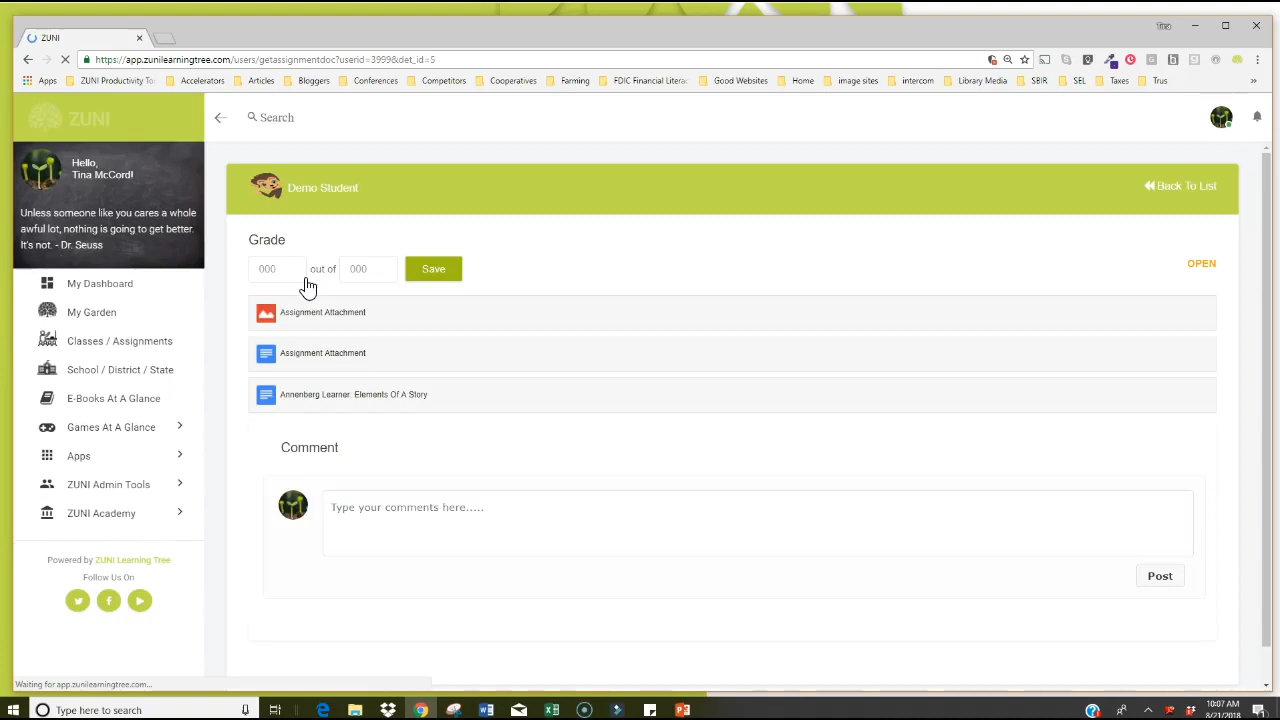 Tina
ZUNI
https://app.zunilearningtree.com/users/getassignmentdoc?userid=3999&det_id=5
Apps ZUNI Productivity To Accelerators Articles Bloggers Conferences Competitors Cooperatives Farming FDIC Financial Litera Good Websites Home image sites intercom Library Media SBIR SEL Taxes Trus »
ZUNI
Search
Hello,
Tina McCord!
Unless someone like you cares a whole
awful lot, nothing is going to get better.
It's not. - Dr. Seuss
My Dashboard
My Garden
Classes / Assignments
School / District / State
E-Books At A Glance
Games At A Glance
Apps
ZUNI Admin Tools
ZUNI Academy
Powered by ZUNI Learning Tree
Follow Us On
Demo Student
Back To List
Grade
000 out of 000 Save
OPEN
Assignment Attachment
Assignment Attachment
Annenberg Learner: Elements Of A Story
Comment
Type your comments here.....
Post
Waiting for app.zunilearningtree.com...
Type here to search
10:07 AM
8/21/2018